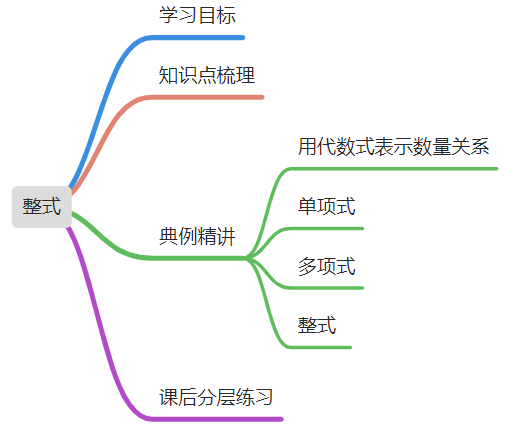 学习目标
知识点梳理
用代数式表示数量关系
单项式
整式
典例精讲
多项式
整式
课后分层练习